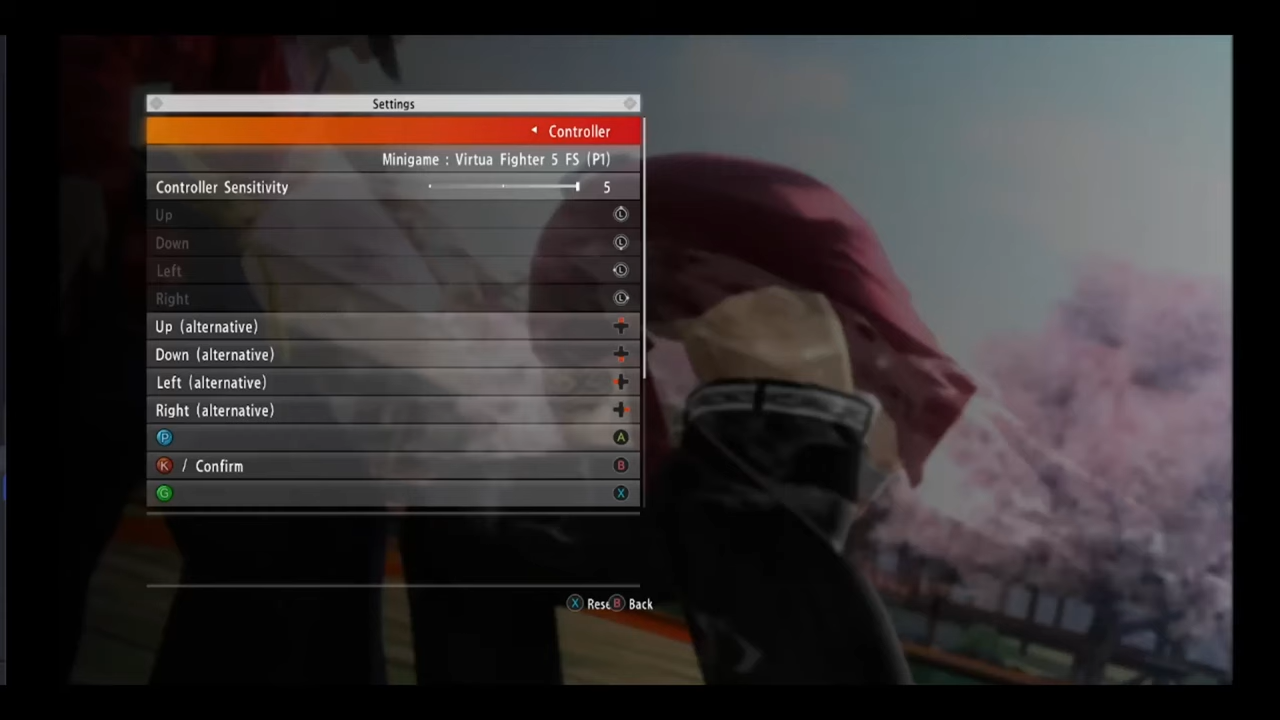 Settings
Controller
Minigame : Virtua Fighter 5 FS (P1)
Controller Sensitivity 5
Up L
Down L
Left L
Right L
Up (alternative)
Down (alternative)
Left (alternative)
Right (alternative)
P A
K / Confirm B
G X
X Rese B Back